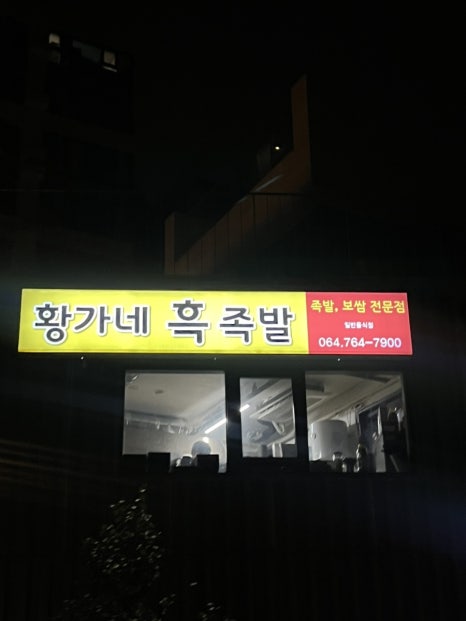 황가네 흑 족발
족발, 보쌈 전문점
일반음식점
064.764-7900